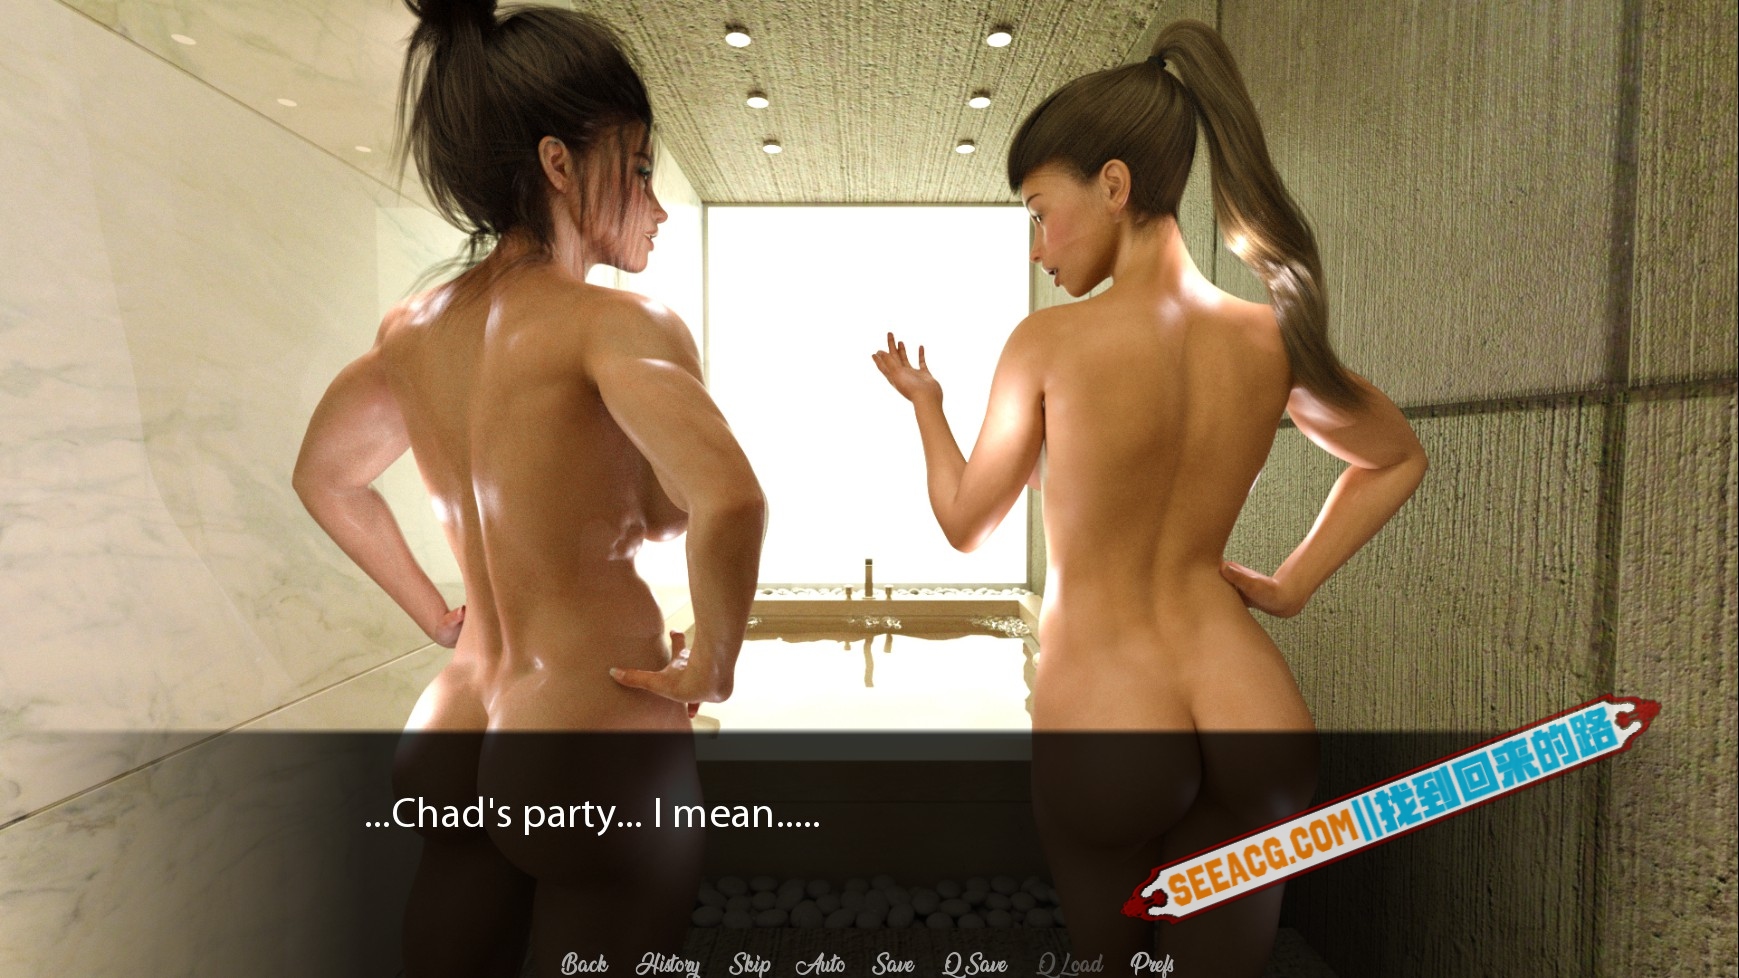 ...Chad's party... I mean.....
SEEACG.COM||找到回来的路
Back History Skip Auto Save Q.Save Q.Load Prefs